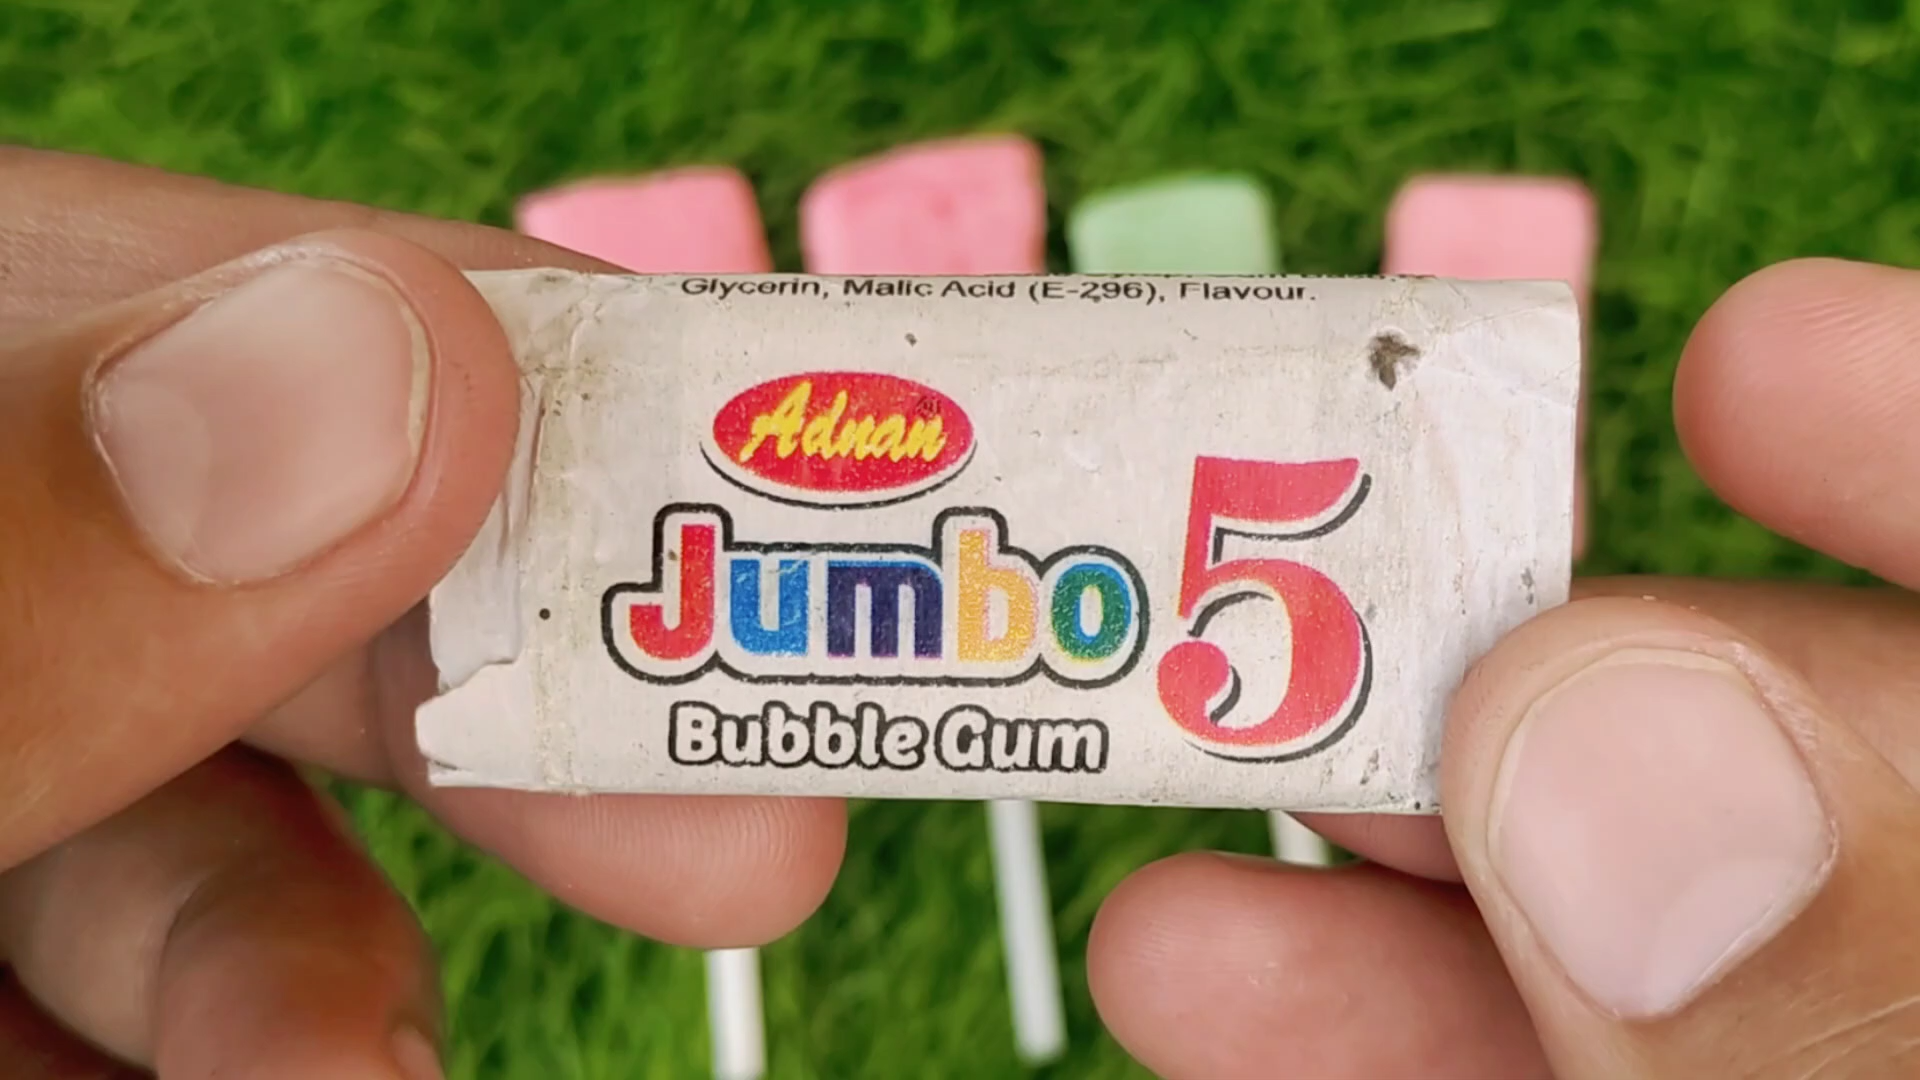 Glycerin, Malic Acid (E-296), Flavour.
Adnan
Jumbo 5
Bubble Gum